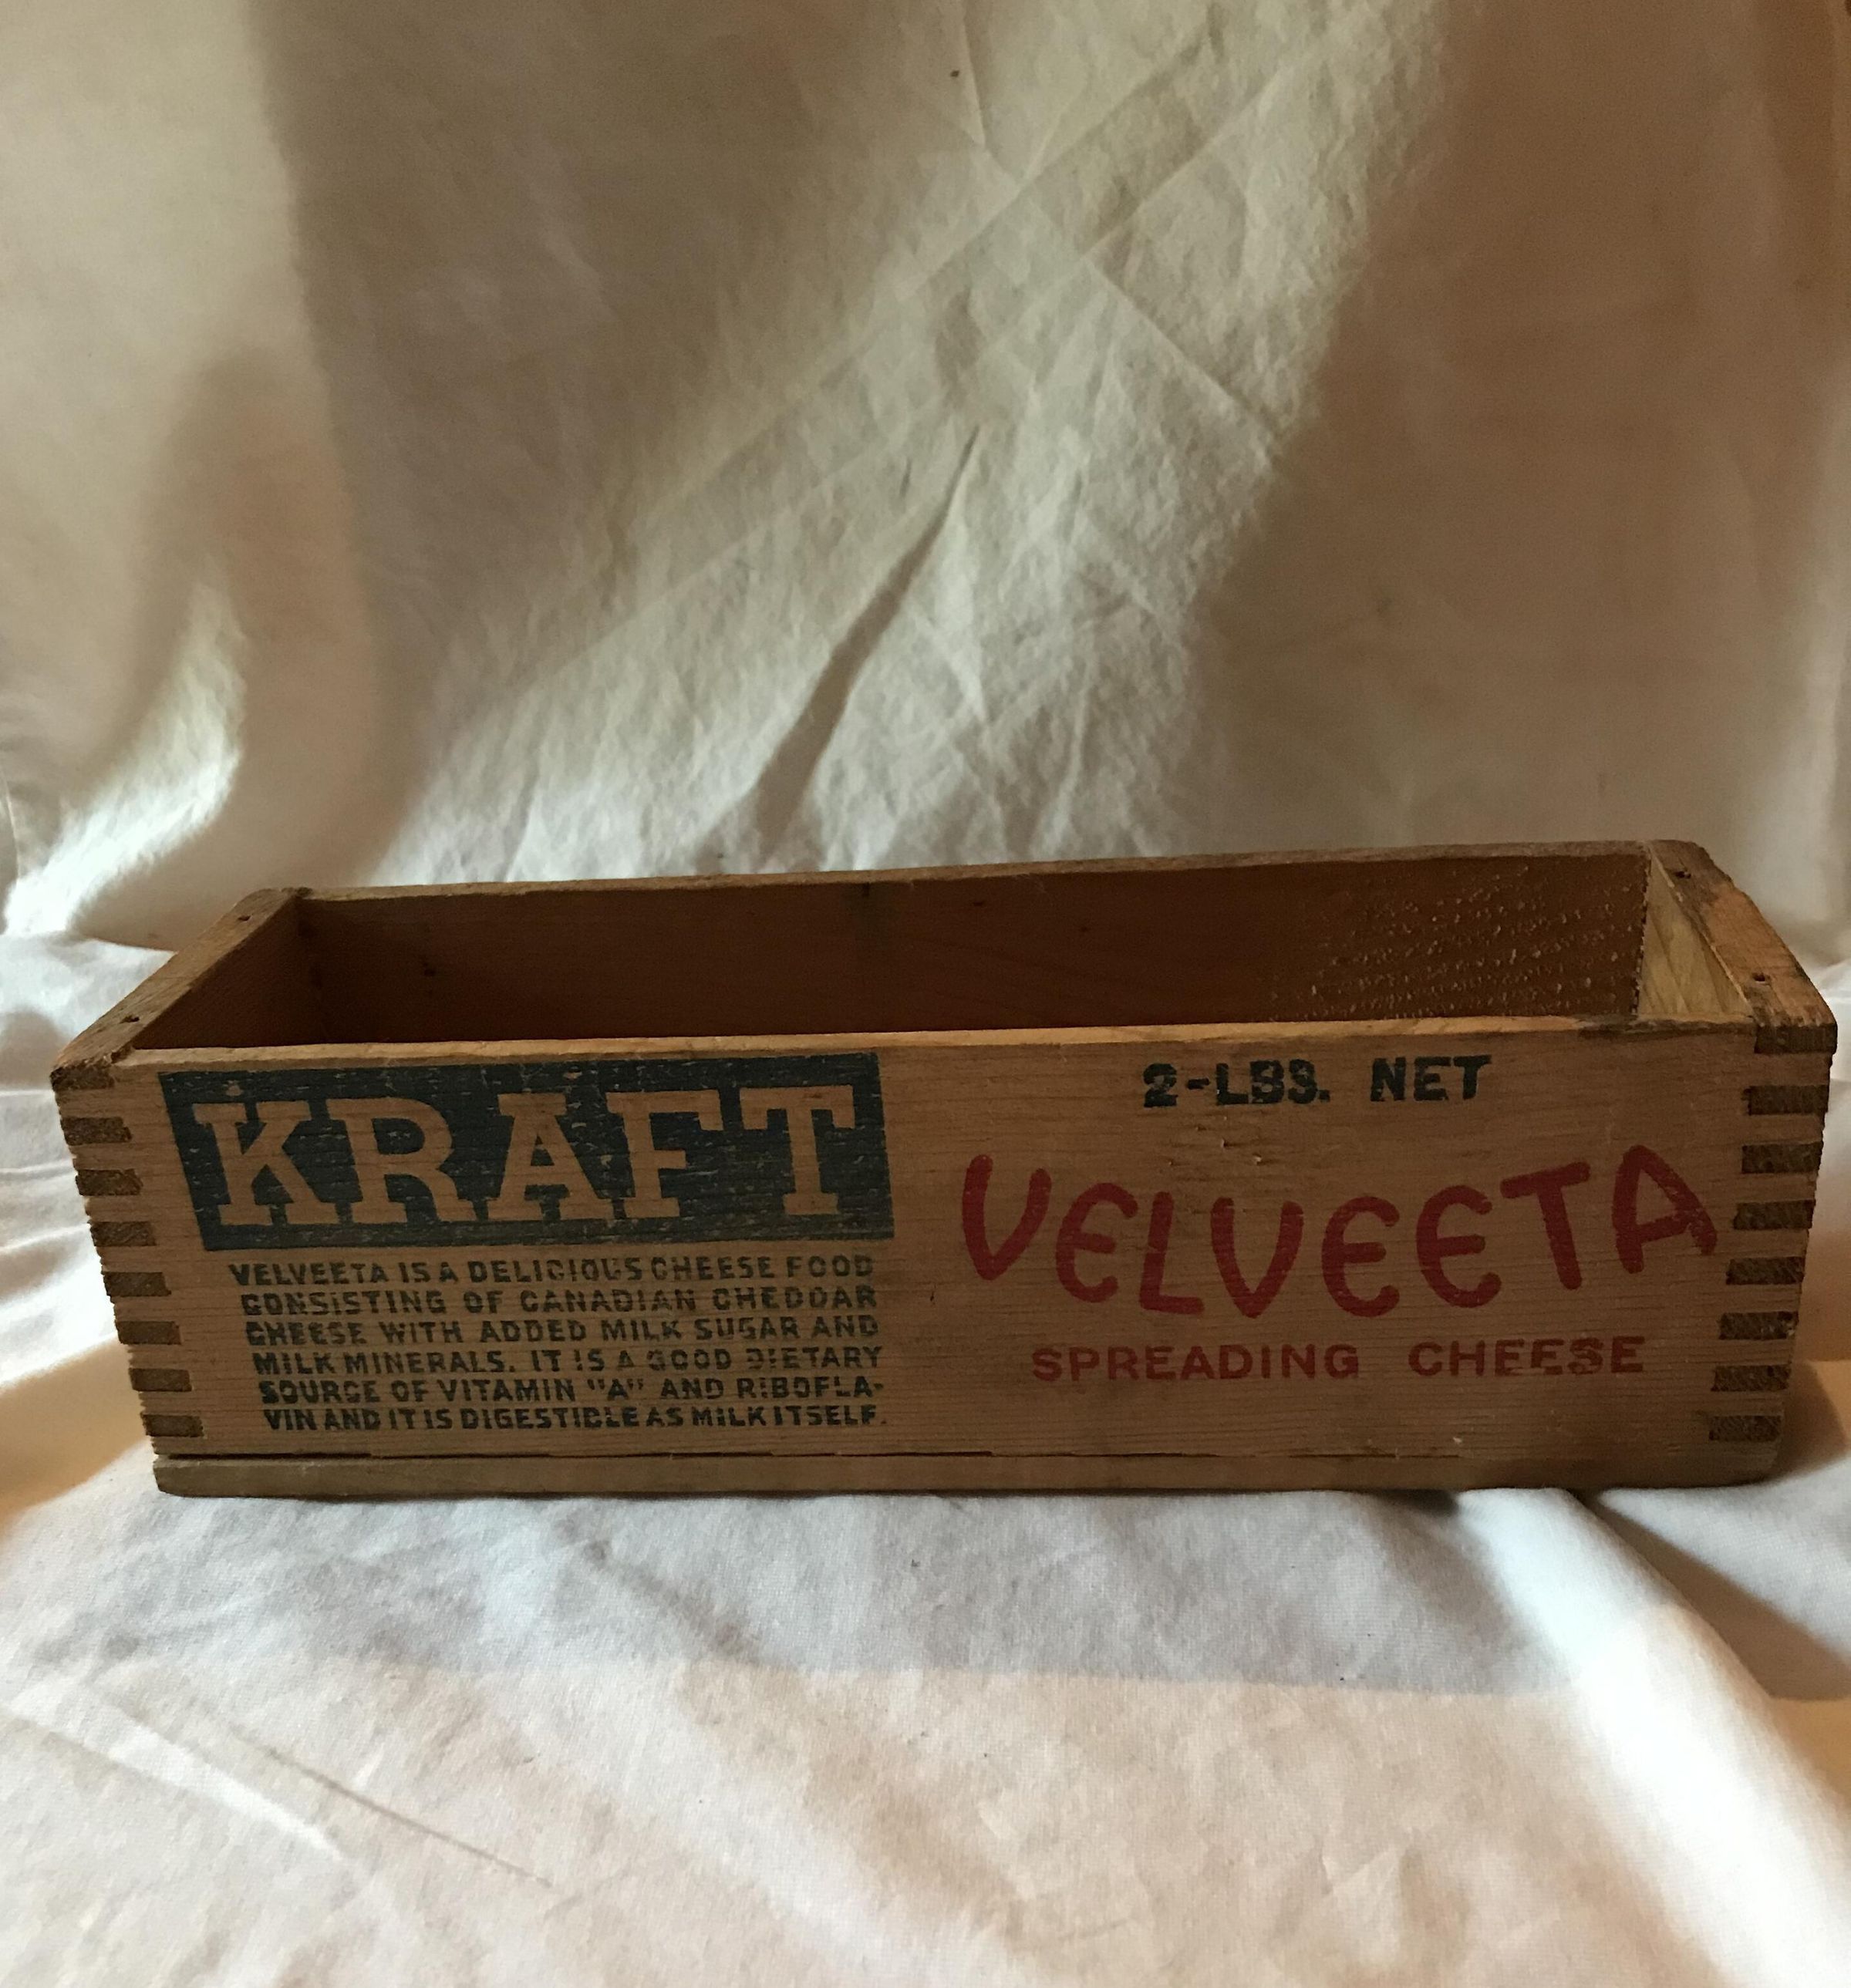 KRAFT
VELVEETA IS A DELICIOUS CHEESE FOOD
CONSISTING OF CANADIAN CHEDDAR
CHEESE WITH ADDED MILK SUGAR AND
MILK MINERALS. IT IS A GOOD DIETARY
SOURCE OF VITAMIN "A" AND RIBOFLA-
VIN AND IT IS DIGESTIBLE AS MILK ITSELF.
2-LBS. NET
VELVEETA
SPREADING CHEESE